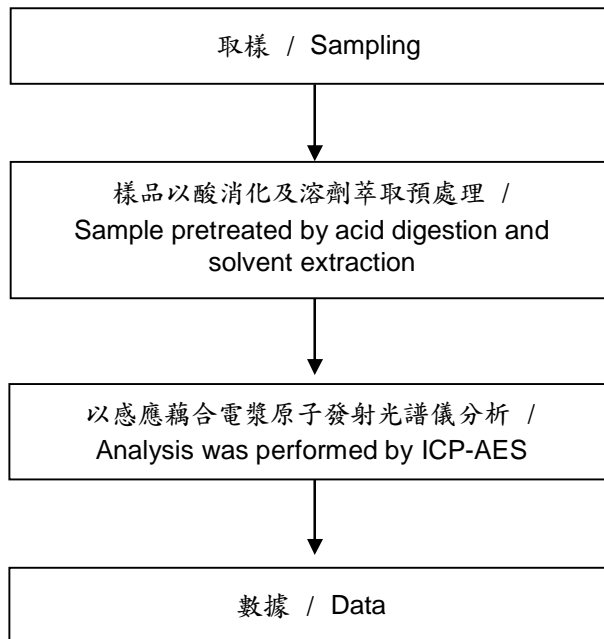 取樣 / Sampling
樣品以酸消化及溶劑萃取預處理 /
Sample pretreated by acid digestion and
solvent extraction
以感應藕合電漿原子發射光譜儀分析 /
Analysis was performed by ICP-AES
數據 / Data